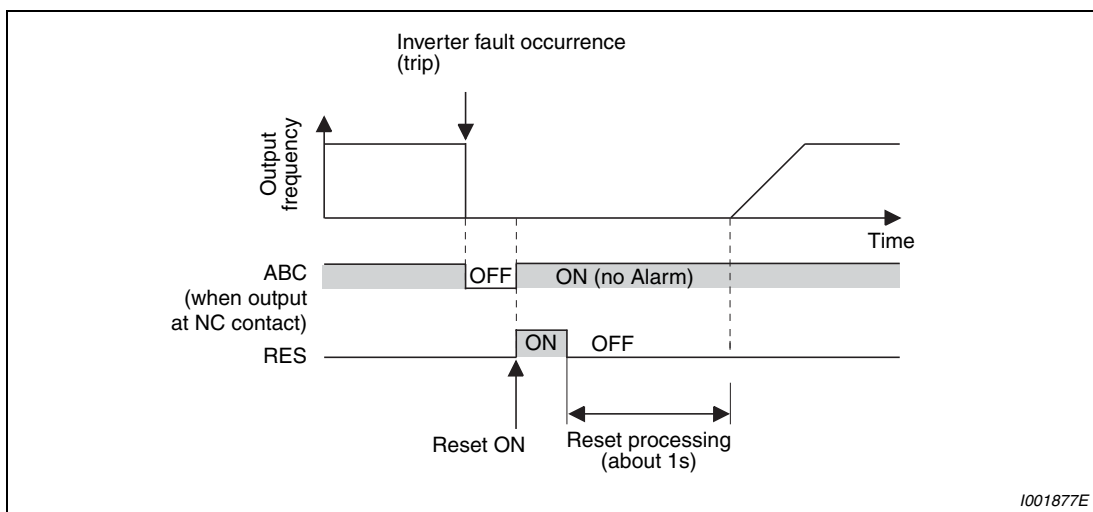 Inverter fault occurrence
(trip)
Output
frequency
Time
ABC
(when output
at NC contact)
OFF
ON (no Alarm)
RES
ON
OFF
Reset ON
Reset processing
(about 1s)
I001877E